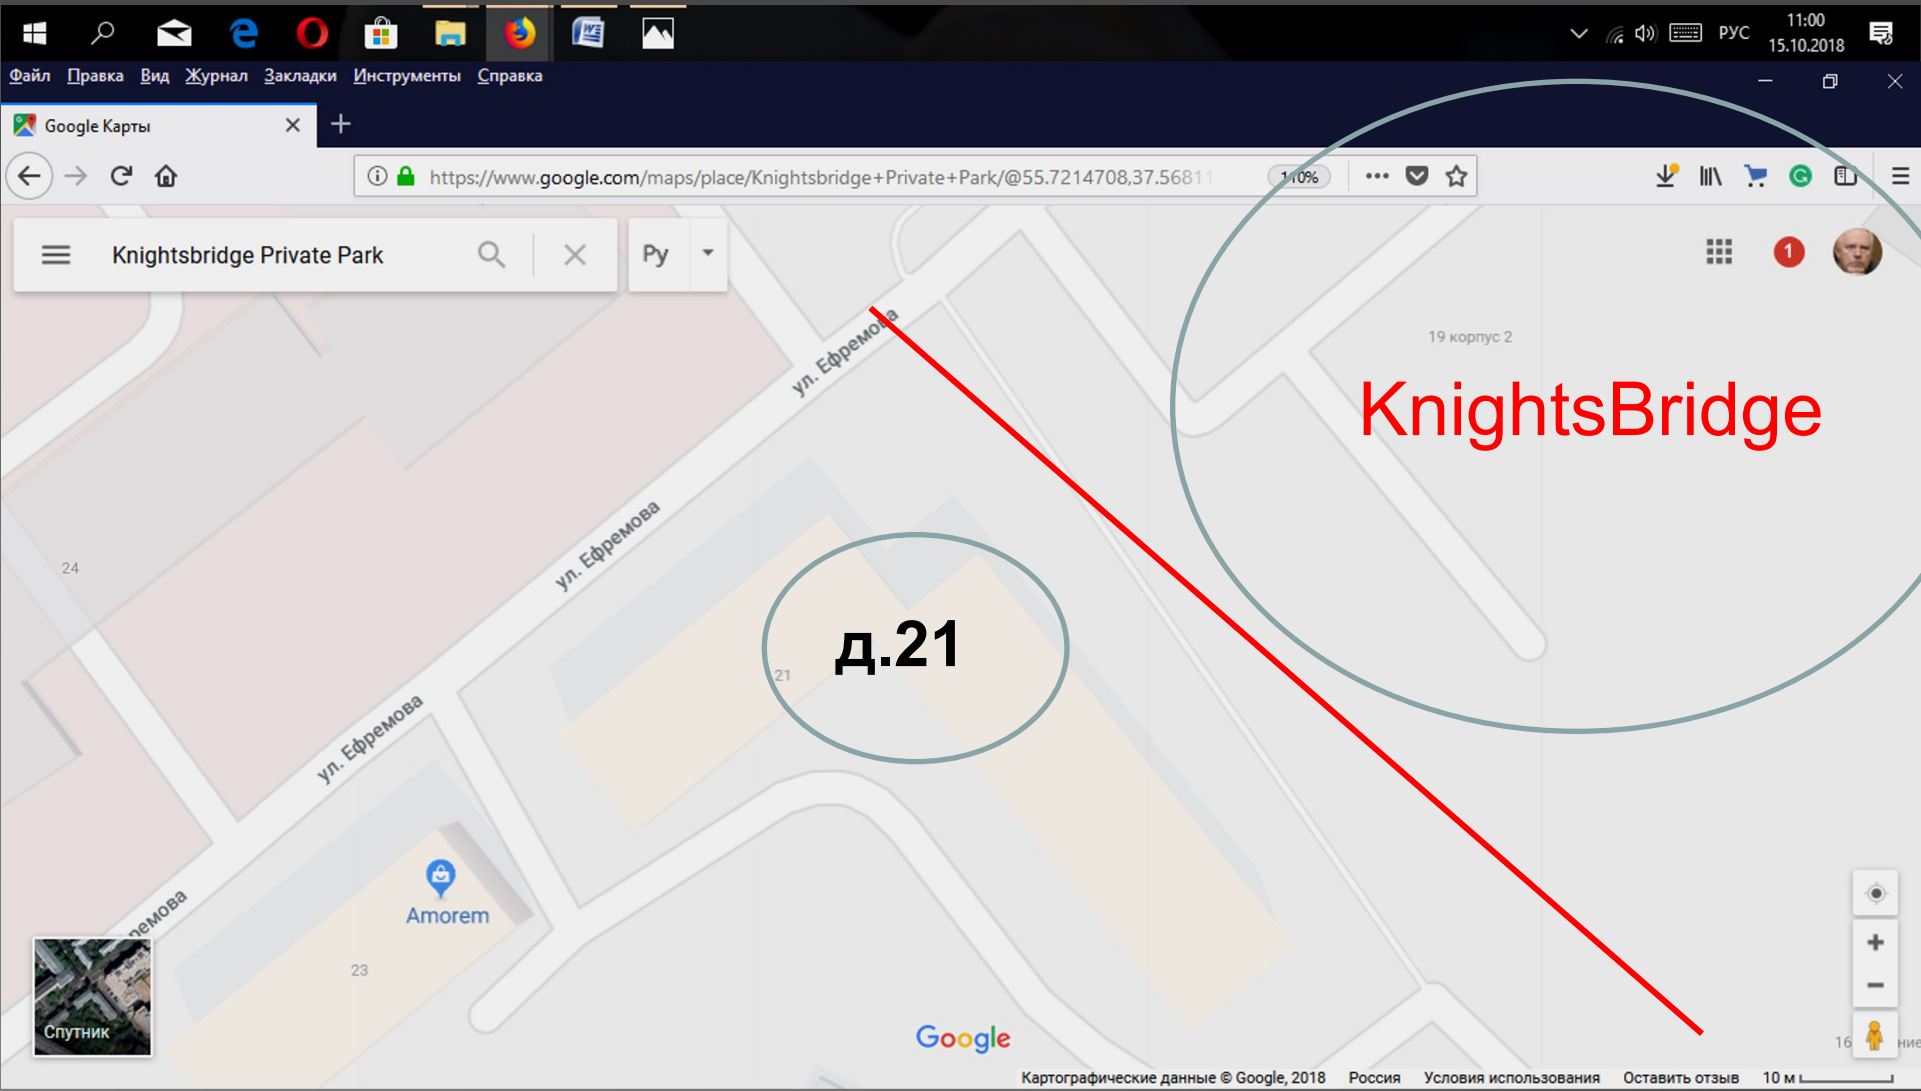 РУС
11:00
15.10.2018
Файл Правка Вид Журнал Закладки Инструменты Справка
Google Карты
https://www.google.com/maps/place/Knightsbridge+Private+Park/@55.7214708,37.5681
110%
Knightsbridge Private Park
Ру
1
19 корпус 2
KnightsBridge
ул. Ефремова
ул. Ефремова
24
д.21
21
ул. Ефремова
Amorem
23
Спутник
Google
16
Картографические данные © Google, 2018 Россия Условия использования Оставить отзыв 10 м